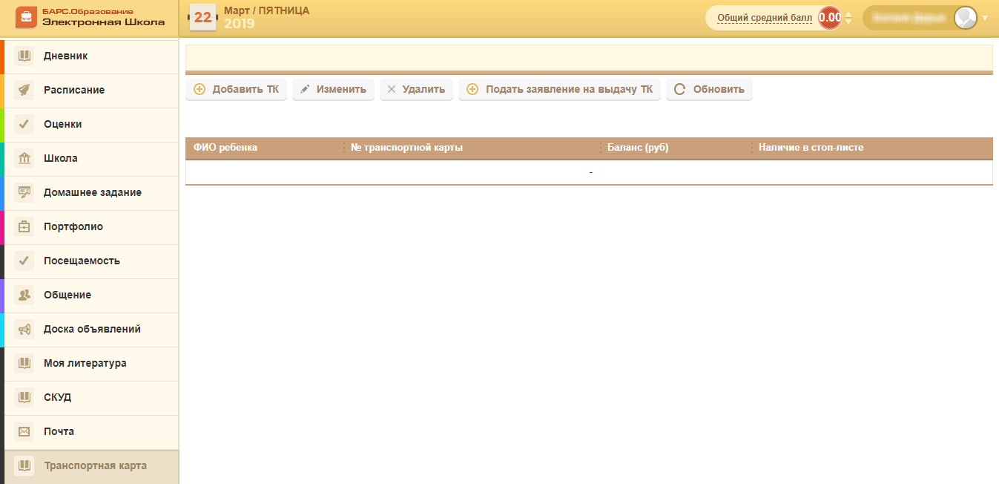 БАРС.Образование
Электронная Школа
22
Март / ПЯТНИЦА
2019
Общий средний балл 0.00
Дневник
Расписание
Оценки
Школа
Домашнее задание
Портфолио
Посещаемость
Общение
Доска объявлений
Моя литература
СКУД
Почта
Транспортная карта
Добавить ТК Изменить Удалить Подать заявление на выдачу ТК Обновить
ФИО ребенка № транспортной карты Баланс (руб) Наличие в стоп-листе
-